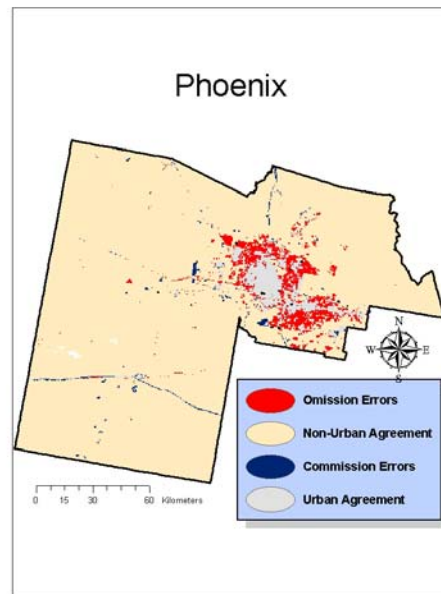 Phoenix
N
W E
S
Omission Errors
Non-Urban Agreement
Commission Errors
Urban Agreement
0 15 30 60 Kilometers